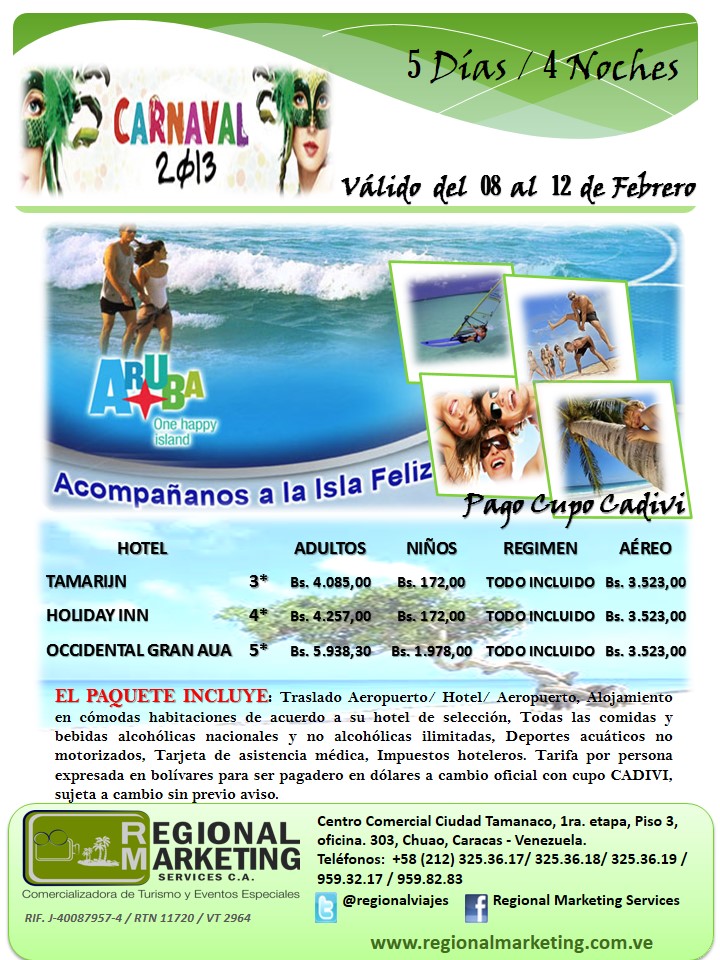 5 Días / 4 Noches
CARNAVAL
2013
Válido del 08 al 12 de Febrero
ARUBA
One happy
island
Acompañanos a la Isla Feliz
Pago Cupo Cadivi
HOTEL ADULTOS NIÑOS REGIMEN AÉREO
TAMARIJN 3* Bs. 4.085,00 Bs. 172,00 TODO INCLUIDO Bs. 3.523,00
HOLIDAY INN 4* Bs. 4.257,00 Bs. 172,00 TODO INCLUIDO Bs. 3.523,00
OCCIDENTAL GRAN AUA 5* Bs. 5.938,30 Bs. 1.978,00 TODO INCLUIDO Bs. 3.523,00
EL PAQUETE INCLUYE: Traslado Aeropuerto/ Hotel/ Aeropuerto, Alojamiento
en cómodas habitaciones de acuerdo a su hotel de selección, Todas las comidas y
bebidas alcohólicas nacionales y no alcohólicas ilimitadas, Deportes acuáticos no
motorizados, Tarjeta de asistencia médica, Impuestos hoteleros. Tarifa por persona
expresada en bolívares para ser pagadero en dólares a cambio oficial con cupo CADIVI,
sujeta a cambio sin previo aviso.
REGIONAL
MARKETING
SERVICES C.A.
Comercializadora de Turismo y Eventos Especiales
RIF. J-40087957-4 / RTN 11720 / VT 2964
Centro Comercial Ciudad Tamanaco, 1ra. etapa, Piso 3,
oficina. 303, Chuao, Caracas - Venezuela.
Teléfonos: +58 (212) 325.36.17/ 325.36.18/ 325.36.19 /
959.32.17 / 959.82.83
@regionalviajes Regional Marketing Services
www.regionalmarketing.com.ve